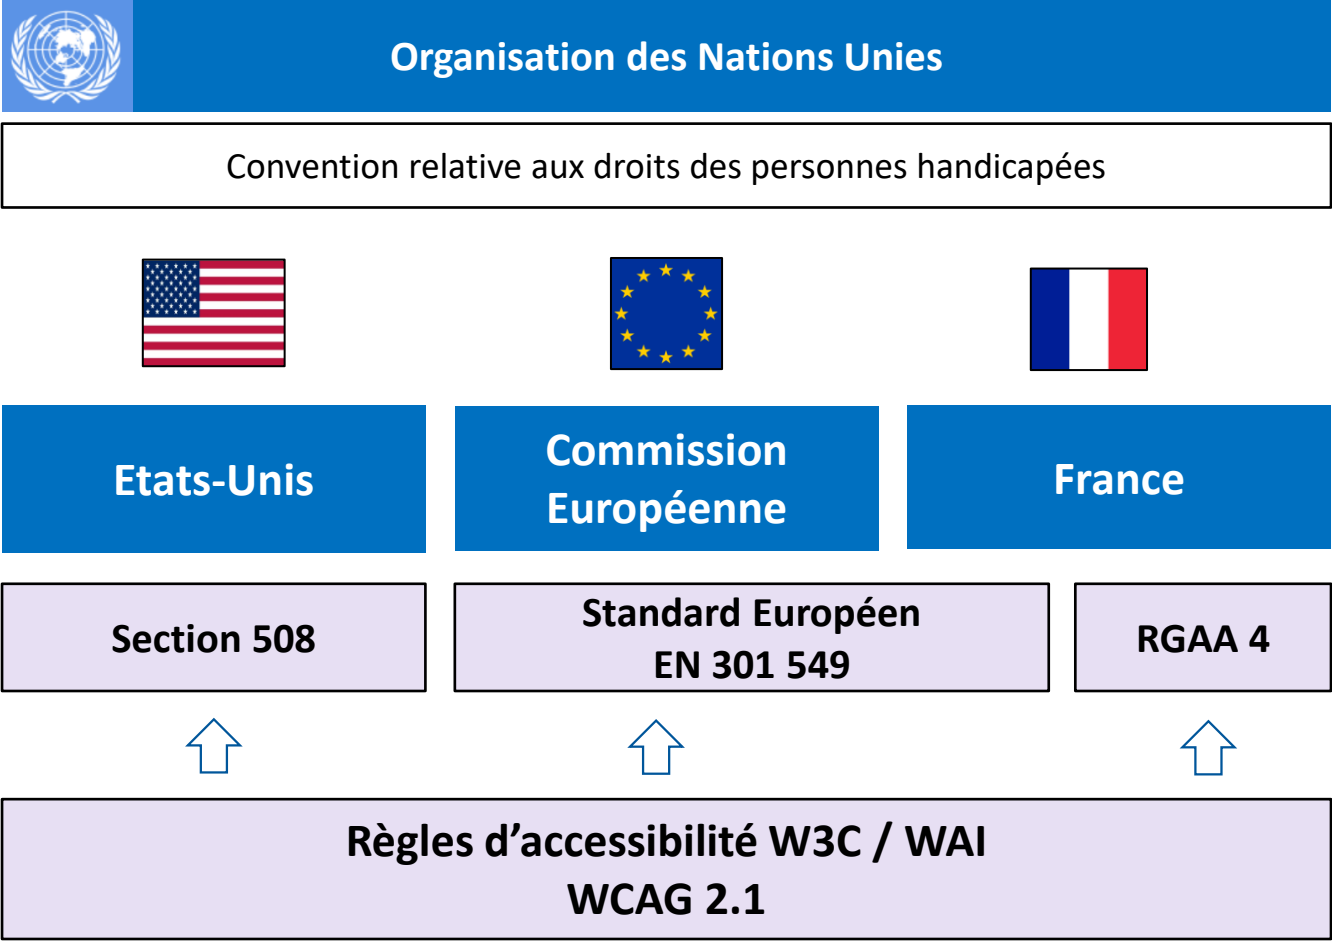 Organisation des Nations Unies
Convention relative aux droits des personnes handicapées
Etats-Unis
Commission
Européenne
France
Section 508
Standard Européen
EN 301 549
RGAA 4
Règles d’accessibilité W3C / WAI
WCAG 2.1